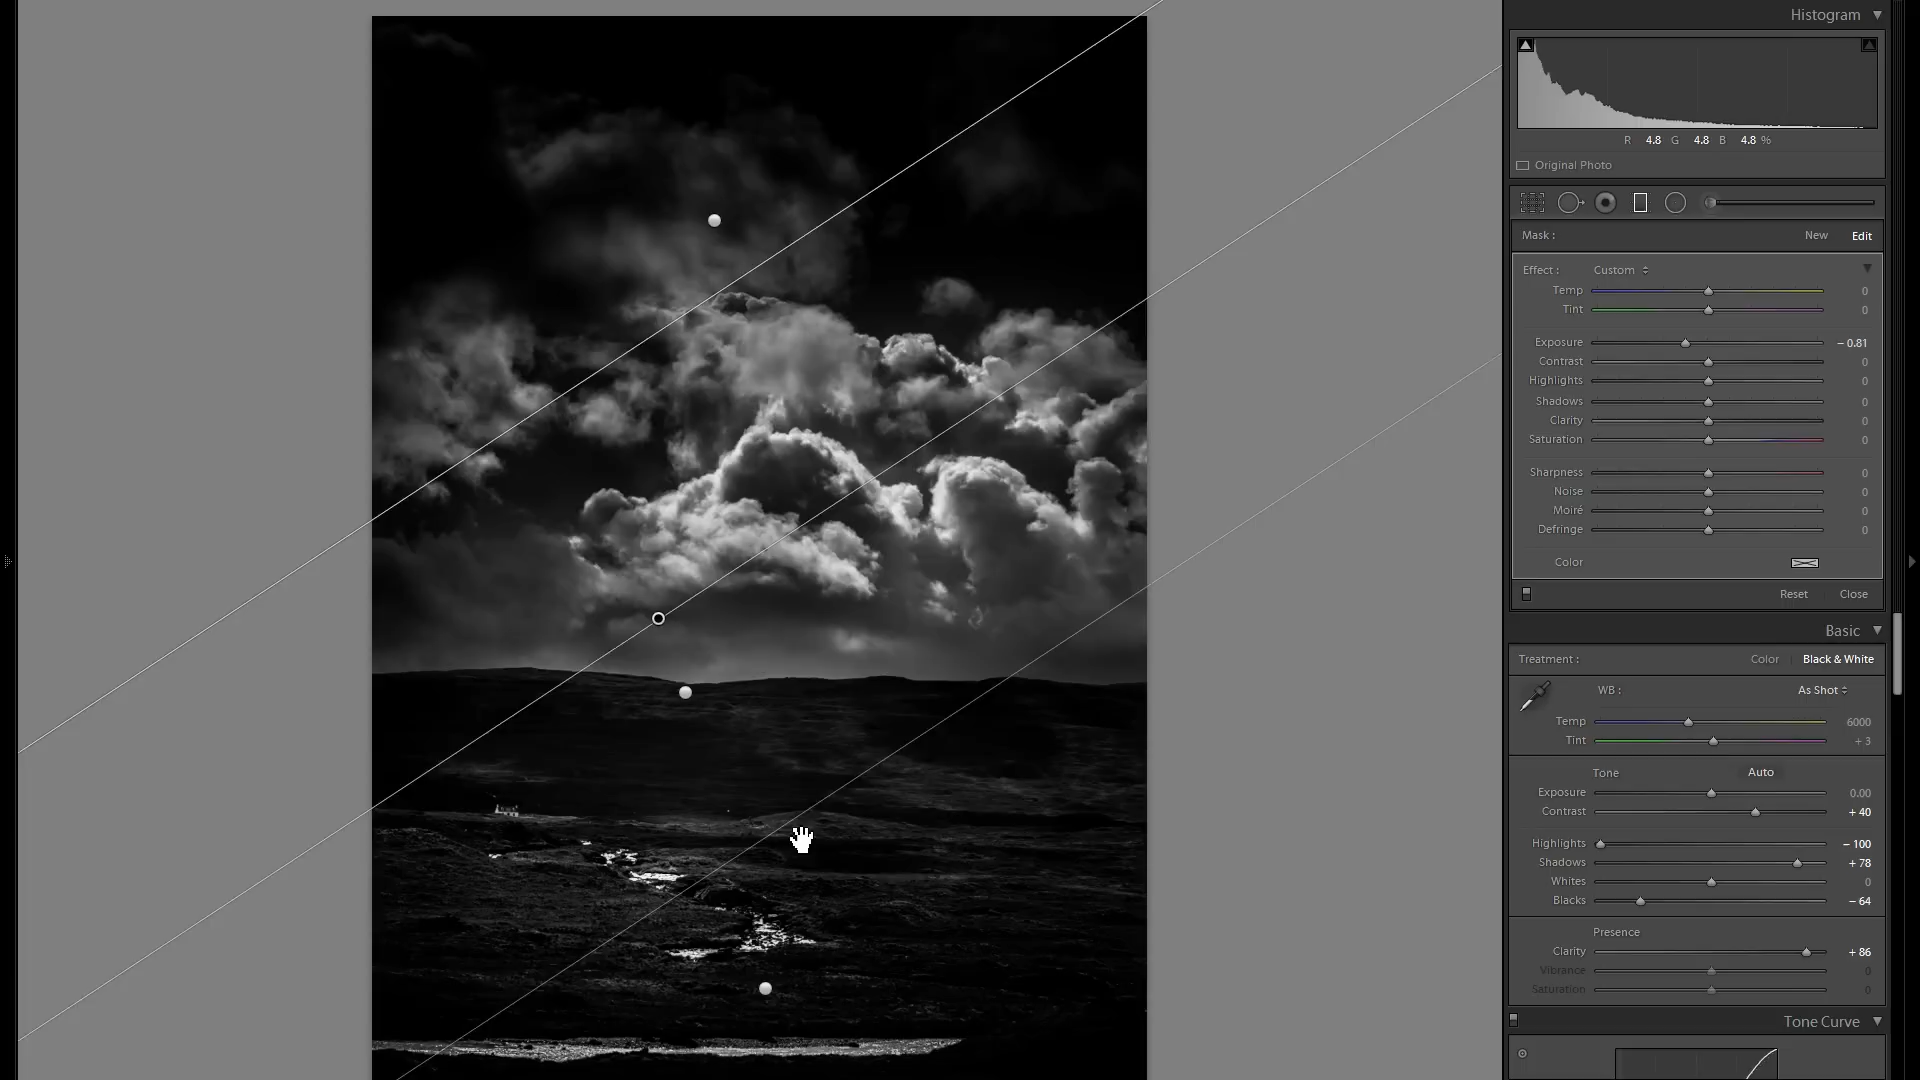 Histogram
R 4.8 G 4.8 B 4.8 %
Original Photo
Mask : New Edit
Effect : Custom
Temp 0
Tint 0
Exposure – 0.81
Contrast 0
Highlights 0
Shadows 0
Clarity 0
Saturation 0
Sharpness 0
Noise 0
Moiré 0
Defringe 0
Color
Reset Close
Basic
Treatment : Color Black & White
WB : As Shot
Temp 6000
Tint + 3
Tone Auto
Exposure 0.00
Contrast + 40
Highlights – 100
Shadows + 78
Whites 0
Blacks – 64
Presence
Clarity + 86
Vibrance 0
Saturation 0
Tone Curve